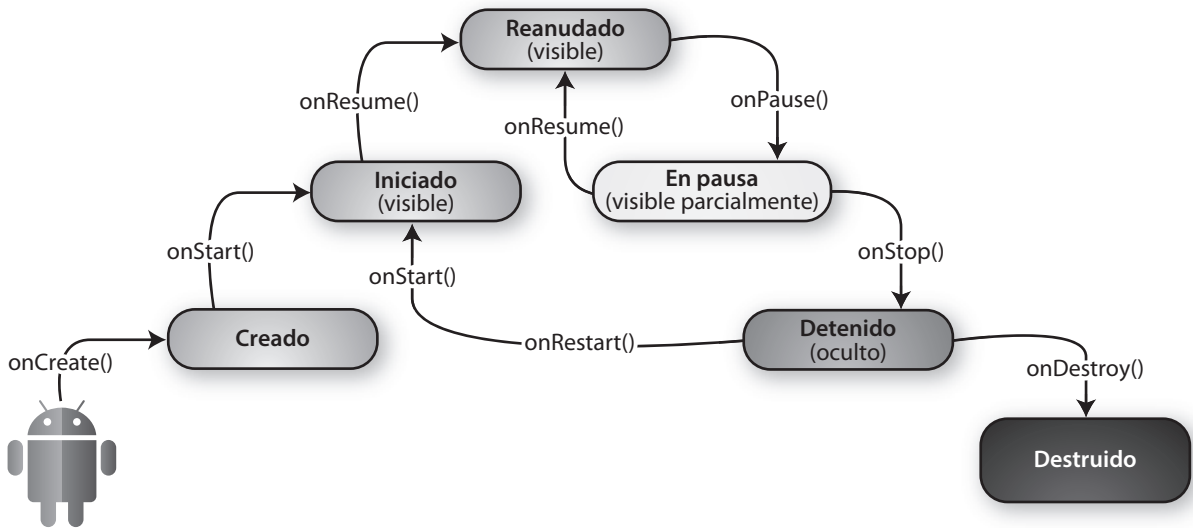 Reanudado
(visible)
onResume()
onPause()
onResume()
Iniciado
(visible)
En pausa
(visible parcialmente)
onStart()
onStart()
onStop()
Creado
onRestart()
Detenido
(oculto)
onCreate()
onDestroy()
Destruido